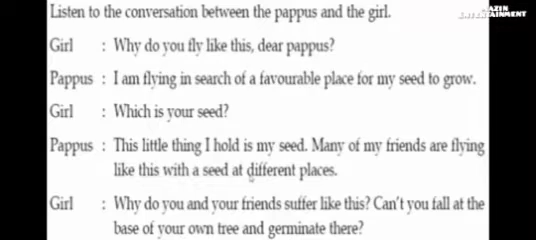 Listen to the conversation between the pappus and the girl.
MAZIN
ENTERTAINMENT
Girl : Why do you fly like this, dear pappus?
Pappus : I am flying in search of a favourable place for my seed to grow.
Girl : Which is your seed?
Pappus : This little thing I hold is my seed. Many of my friends are flying
like this with a seed at different places.
Girl : Why do you and your friends suffer like this? Can't you fall at the
base of your own tree and germinate there?